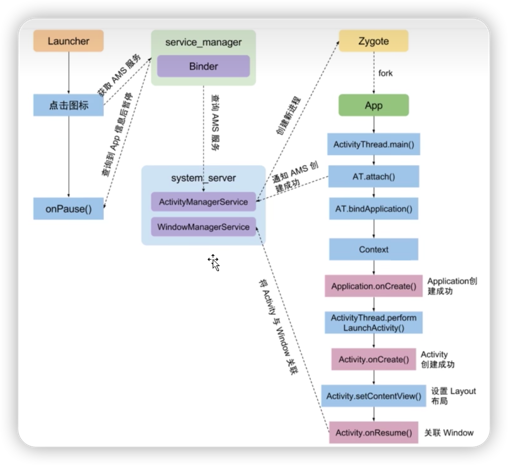 Launcher
service_manager
Zygote
Binder
获取 AMS 服务
fork
点击图标
App
查询到 App 信息后暂停
查询 AMS 服务
创建新进程
ActivityThread.main()
通知 AMS 创
建成功
system_server
AT.attach()
ActivityManagerService
onPause()
AT.bindApplication()
WindowManagerService
Context
Application.onCreate()
Application创
建成功
将 Activity 与 Window 关联
ActivityThread.perform
LaunchActivity()
Activity.onCreate()
Activity
创建成功
Activity.setContentView()
设置 Layout
布局
Activity.onResume()
关联 Window